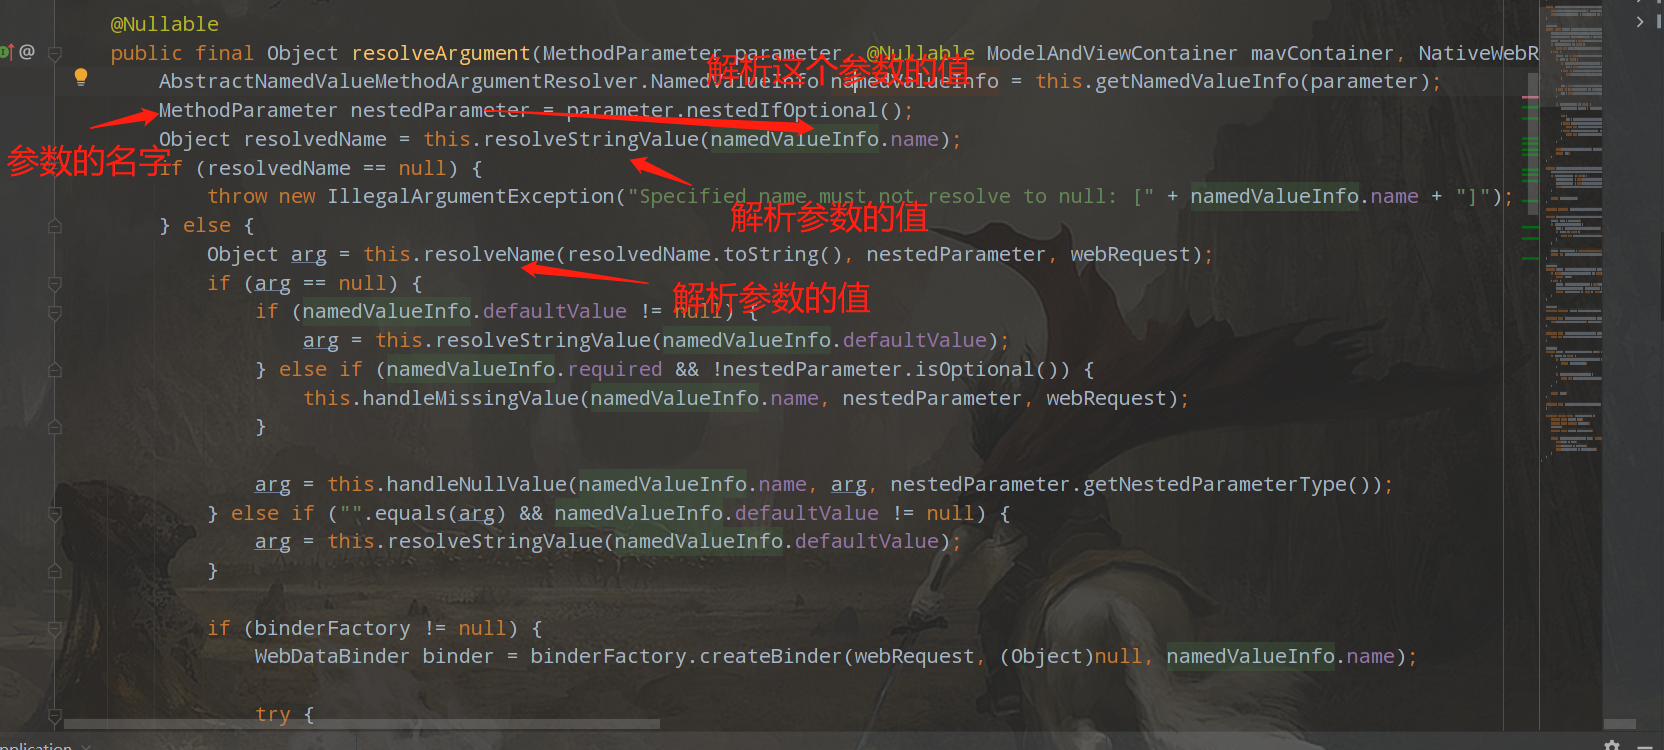 @Nullable
public final Object resolveArgument(MethodParameter parameter, @Nullable ModelAndViewContainer mavContainer, NativeWebR
解析这个参数的值
AbstractNamedValueMethodArgumentResolver.NamedValueInfo namedValueInfo = this.getNamedValueInfo(parameter);
MethodParameter nestedParameter = parameter.nestedIfOptional();
Object resolvedName = this.resolveStringValue(namedValueInfo.name);
参数的名字
if (resolvedName == null) {
throw new IllegalArgumentException("Specified name must not resolve to null: [" + namedValueInfo.name + "]");
解析参数的值
} else {
Object arg = this.resolveName(resolvedName.toString(), nestedParameter, webRequest);
if (arg == null) {
解析参数的值
if (namedValueInfo.defaultValue != null) {
arg = this.resolveStringValue(namedValueInfo.defaultValue);
} else if (namedValueInfo.required && !nestedParameter.isOptional()) {
this.handleMissingValue(namedValueInfo.name, nestedParameter, webRequest);
}
arg = this.handleNullValue(namedValueInfo.name, arg, nestedParameter.getNestedParameterType());
} else if ("".equals(arg) && namedValueInfo.defaultValue != null) {
arg = this.resolveStringValue(namedValueInfo.defaultValue);
}
if (binderFactory != null) {
WebDataBinder binder = binderFactory.createBinder(webRequest, (Object)null, namedValueInfo.name);
try {